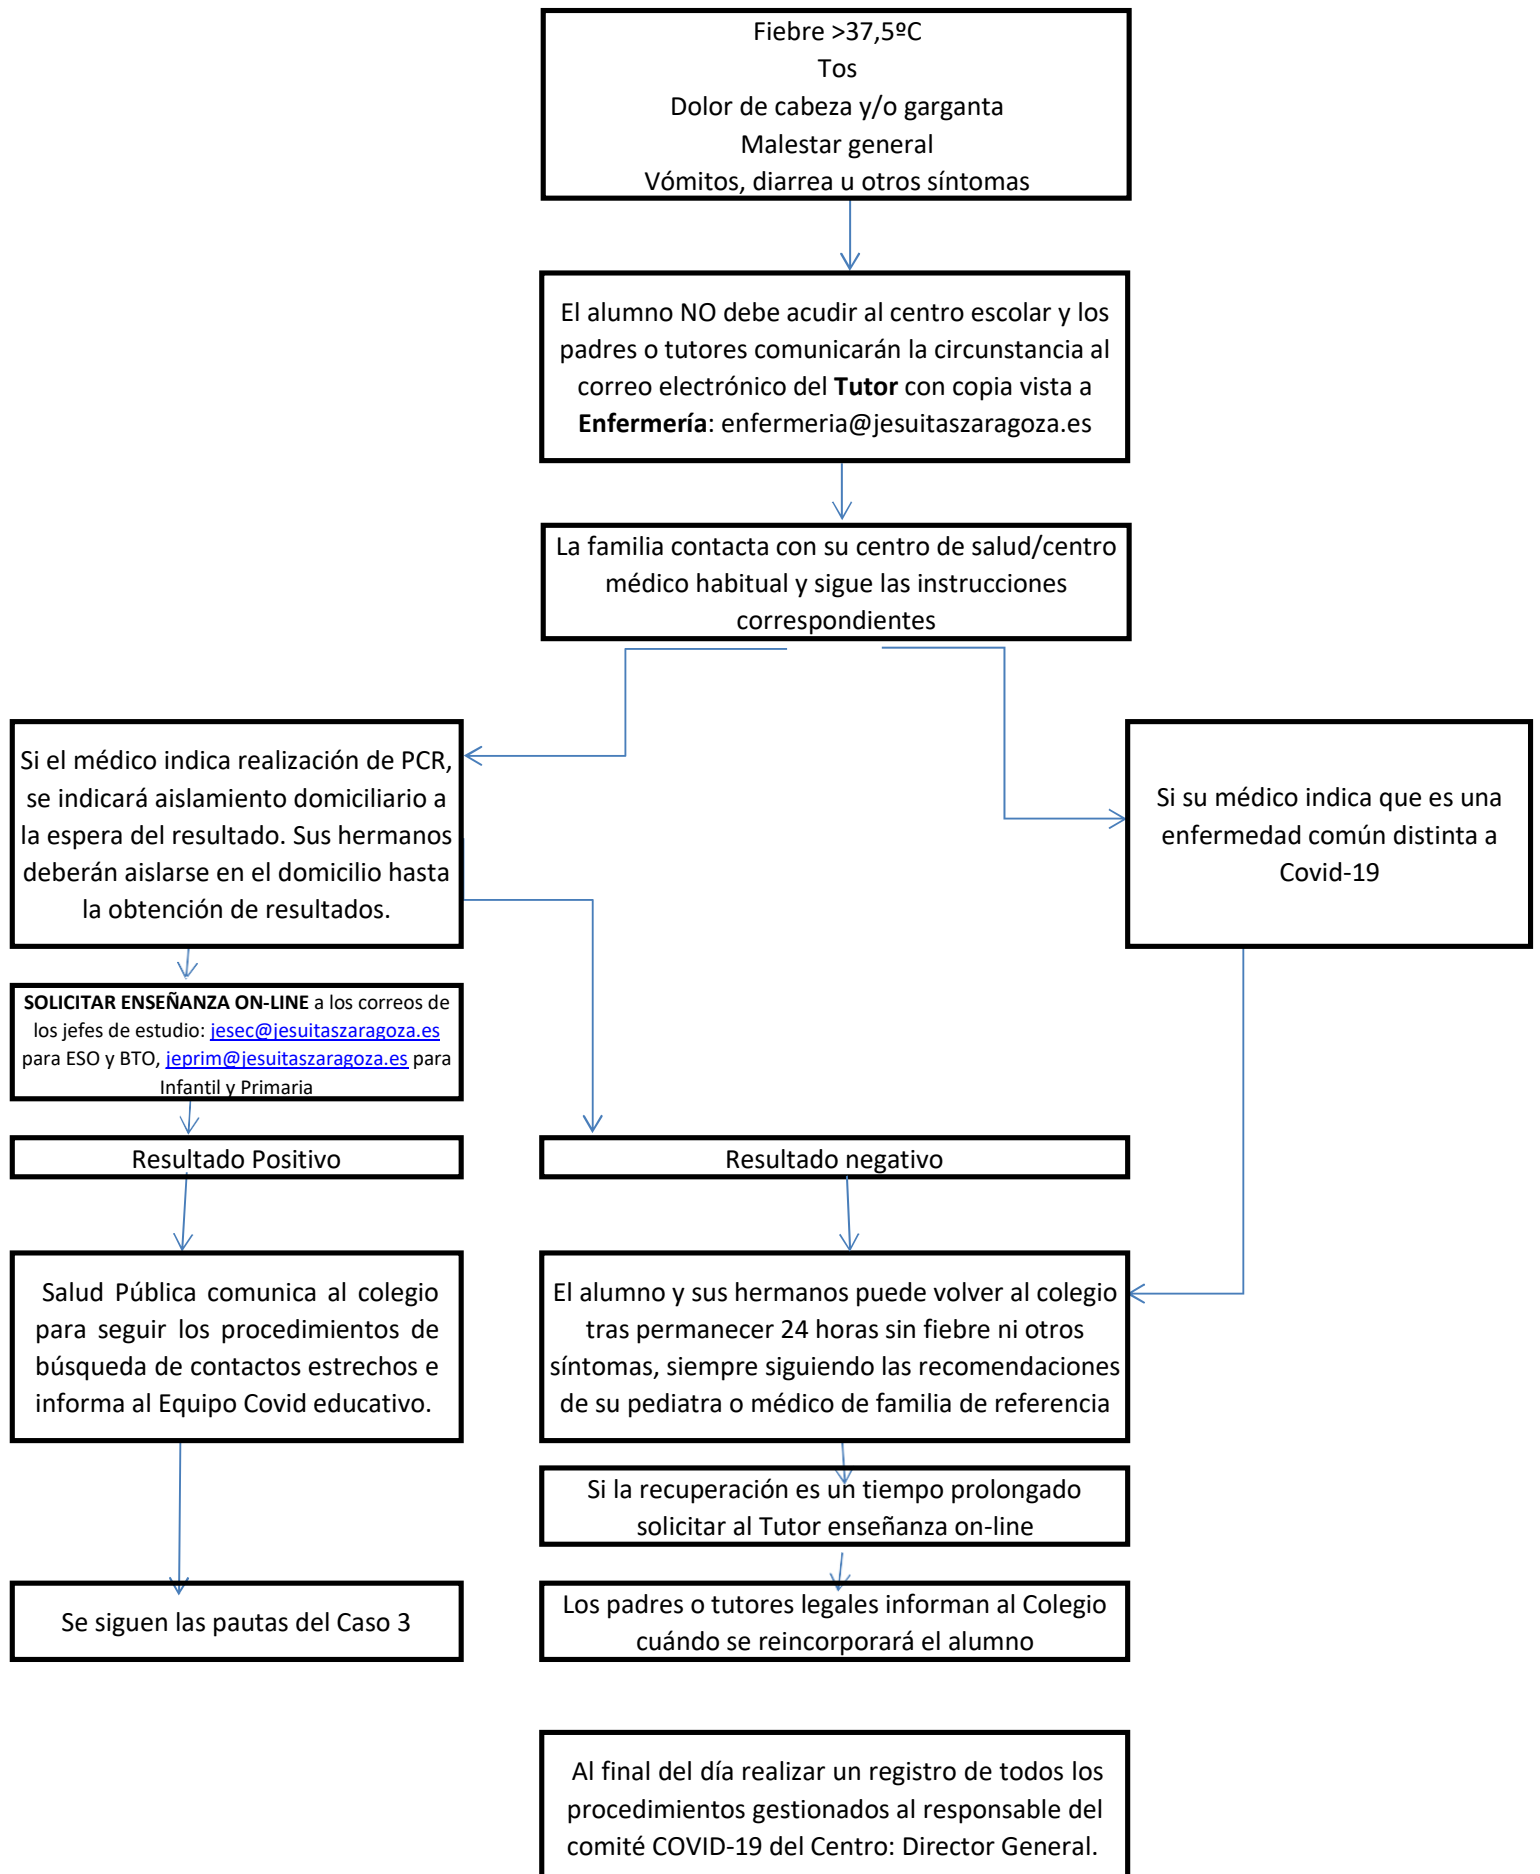 Fiebre >37,5ºC
Tos
Dolor de cabeza y/o garganta
Malestar general
Vómitos, diarrea u otros síntomas
El alumno NO debe acudir al centro escolar y los
padres o tutores comunicarán la circunstancia al
correo electrónico del Tutor con copia vista a
Enfermería: enfermeria@jesuitaszaragoza.es
La familia contacta con su centro de salud/centro
médico habitual y sigue las instrucciones
correspondientes
Si el médico indica realización de PCR,
se indicará aislamiento domiciliario a
la espera del resultado. Sus hermanos
deberán aislarse en el domicilio hasta
la obtención de resultados.
Si su médico indica que es una
enfermedad común distinta a
Covid-19
SOLICITAR ENSEÑANZA ON-LINE a los correos de
los jefes de estudio: jesec@jesuitaszaragoza.es
para ESO y BTO, jeprim@jesuitaszaragoza.es para
Infantil y Primaria
Resultado Positivo
Resultado negativo
Salud Pública comunica al colegio
para seguir los procedimientos de
búsqueda de contactos estrechos e
informa al Equipo Covid educativo.
El alumno y sus hermanos puede volver al colegio
tras permanecer 24 horas sin fiebre ni otros
síntomas, siempre siguiendo las recomendaciones
de su pediatra o médico de familia de referencia
Si la recuperación es un tiempo prolongado
solicitar al Tutor enseñanza on-line
Se siguen las pautas del Caso 3
Los padres o tutores legales informan al Colegio
cuándo se reincorporará el alumno
Al final del día realizar un registro de todos los
procedimientos gestionados al responsable del
comité COVID-19 del Centro: Director General.